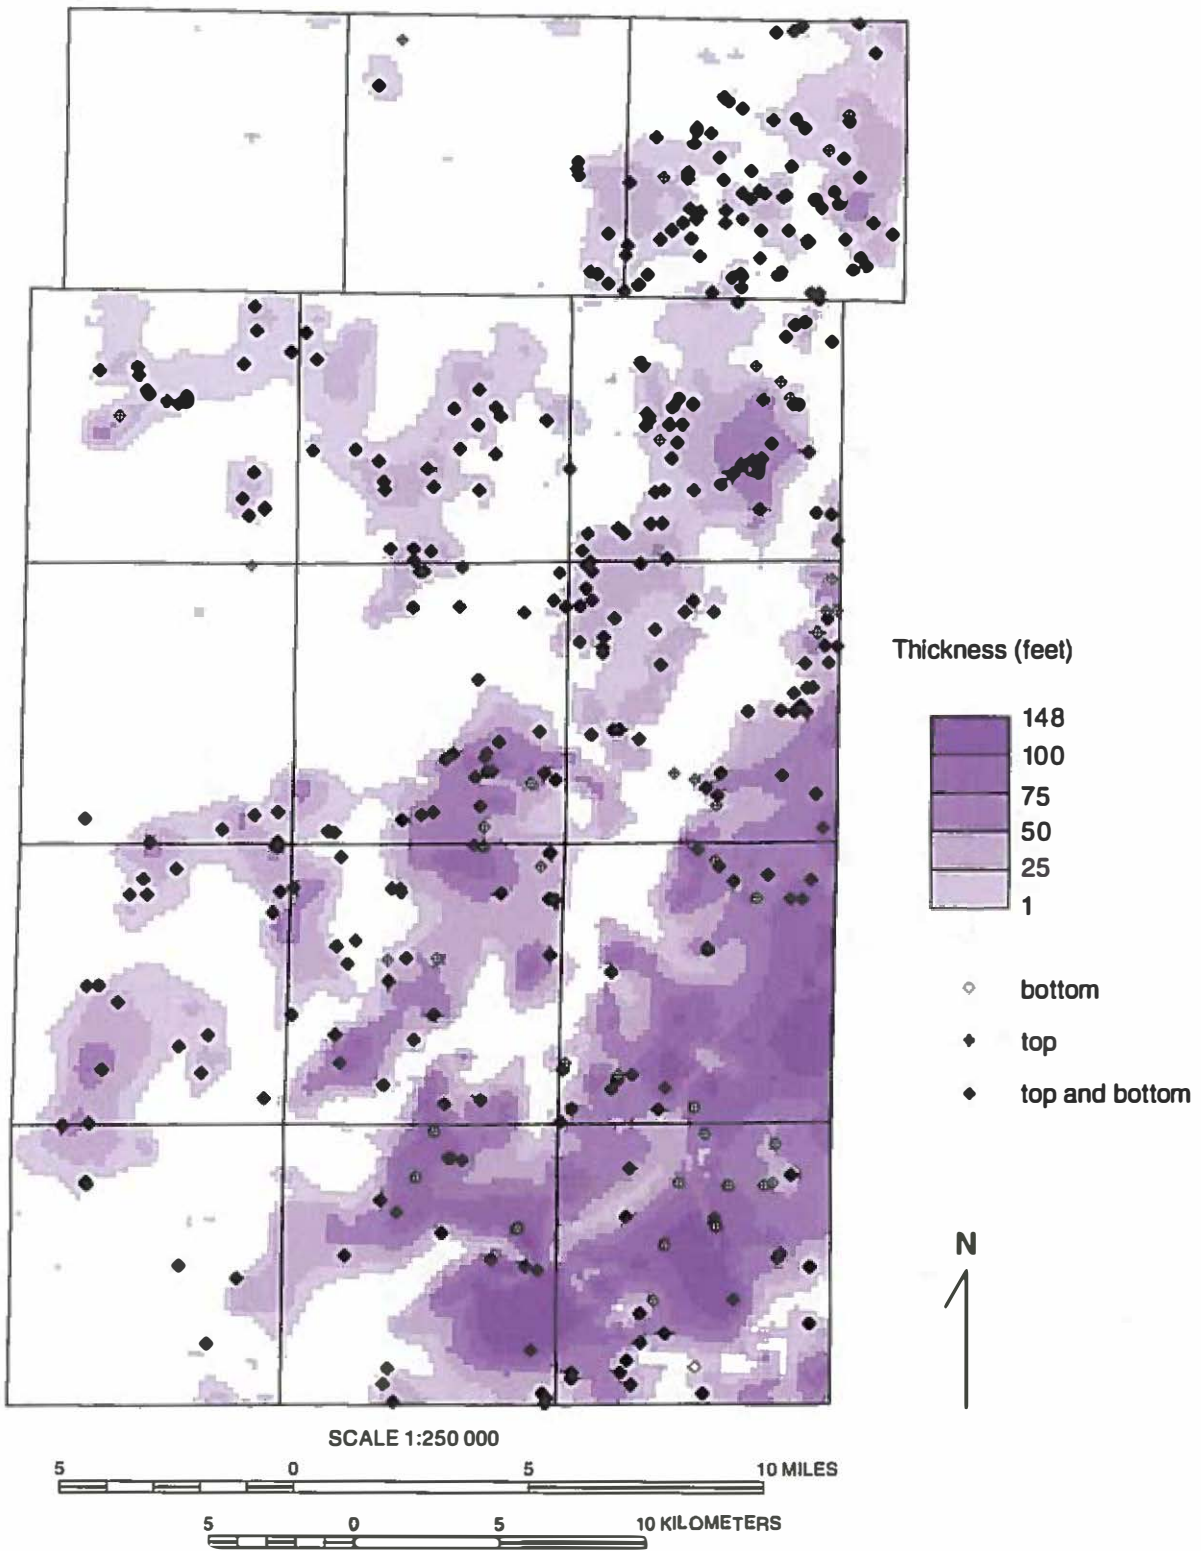 Thickness (feet)
148
100
75
50
25
1
bottom
top
top and bottom
N
SCALE 1:250 000
5 0 5 10 MILES
5 0 5 10 KILOMETERS